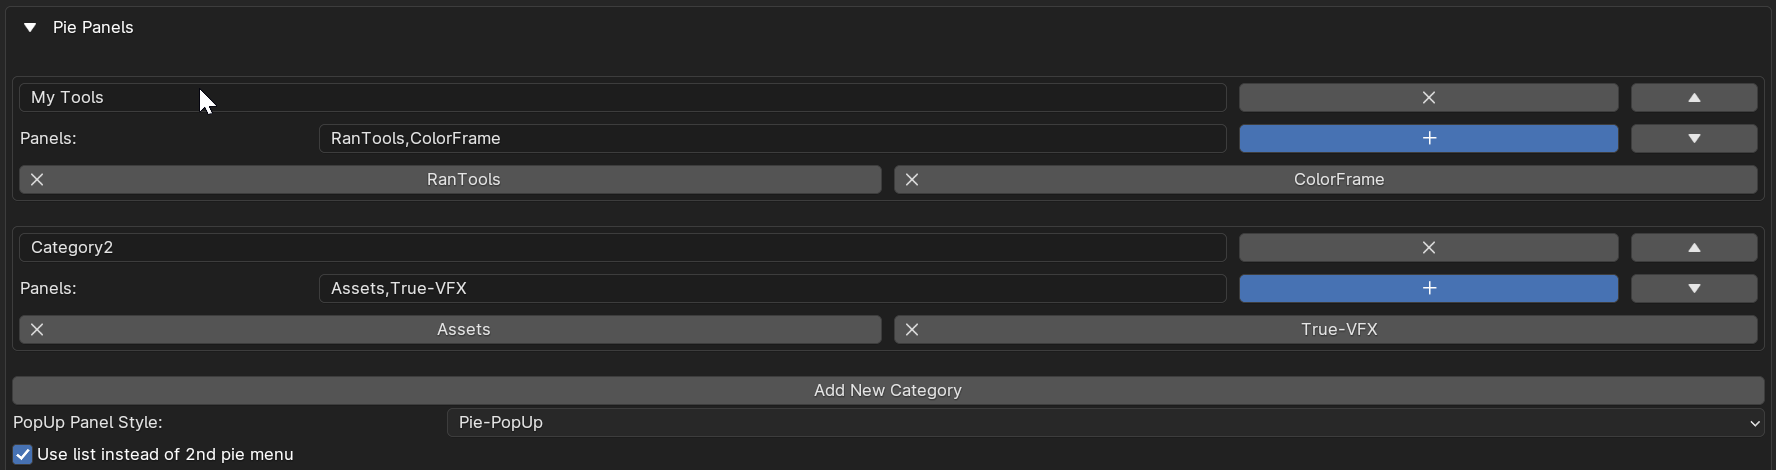 Pie Panels
My Tools
Panels: RanTools,ColorFrame
RanTools ColorFrame
Category2
Panels: Assets,True-VFX
Assets True-VFX
Add New Category
PopUp Panel Style: Pie-PopUp
Use list instead of 2nd pie menu